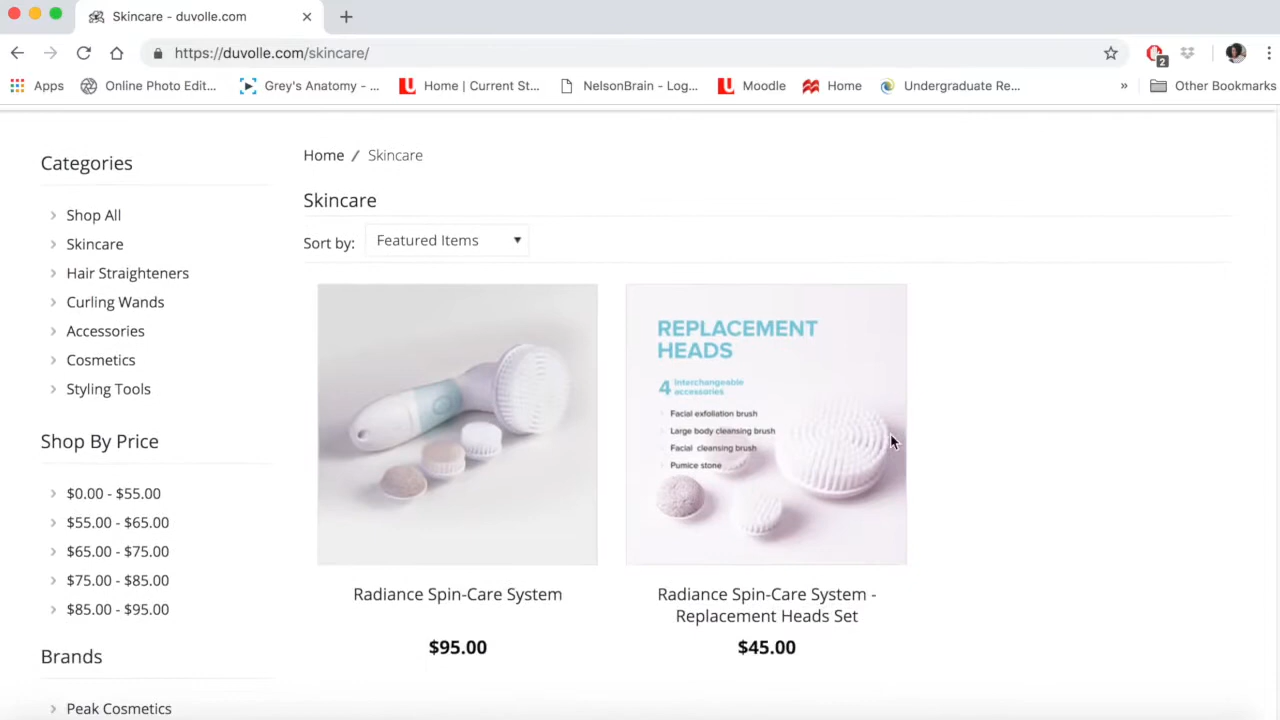 Skincare - duvolle.com
https://duvolle.com/skincare/
2
Apps
Online Photo Edit...
Grey's Anatomy - ...
Home | Current St...
NelsonBrain - Log...
Moodle
Home
Undergraduate Re...
»
Other Bookmarks
Categories
Shop All
Skincare
Hair Straighteners
Curling Wands
Accessories
Cosmetics
Styling Tools
Shop By Price
$0.00 - $55.00
$55.00 - $65.00
$65.00 - $75.00
$75.00 - $85.00
$85.00 - $95.00
Brands
Peak Cosmetics
Home / Skincare
Skincare
Sort by: Featured Items
REPLACEMENT
HEADS
4 Interchangeable
accessories
Facial exfoliation brush
Large body cleansing brush
Facial cleansing brush
Pumice stone
Radiance Spin-Care System
$95.00
Radiance Spin-Care System -
Replacement Heads Set
$45.00